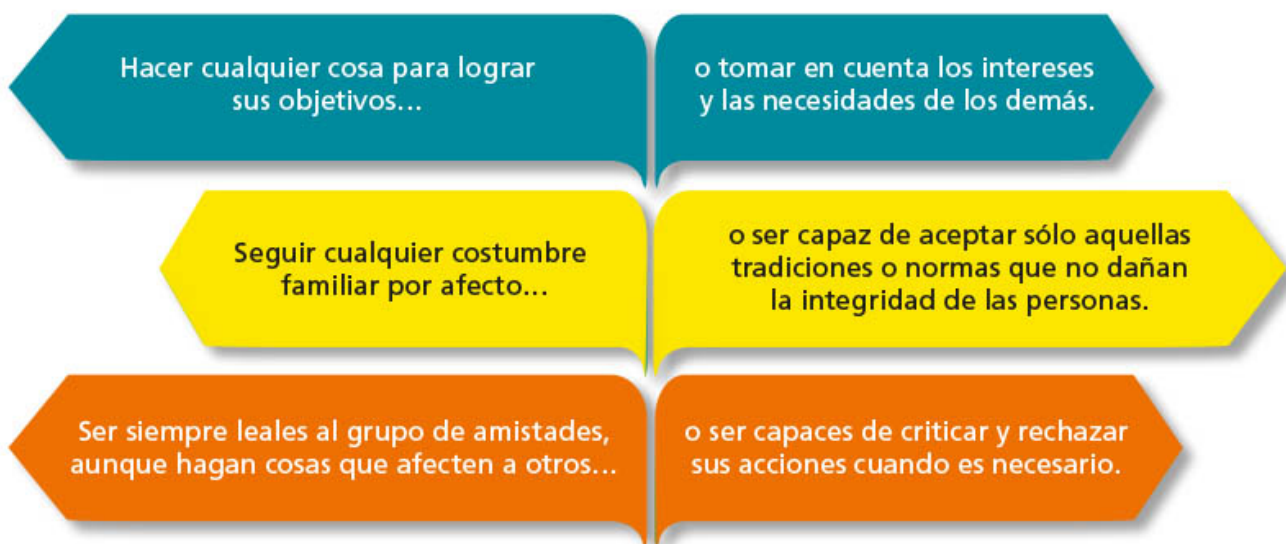 Hacer cualquier cosa para lograr
sus objetivos...
o tomar en cuenta los intereses
y las necesidades de los demás.
Seguir cualquier costumbre
familiar por afecto...
o ser capaz de aceptar sólo aquellas
tradiciones o normas que no dañan
la integridad de las personas.
Ser siempre leales al grupo de amistades,
aunque hagan cosas que afecten a otros...
o ser capaces de criticar y rechazar
sus acciones cuando es necesario.